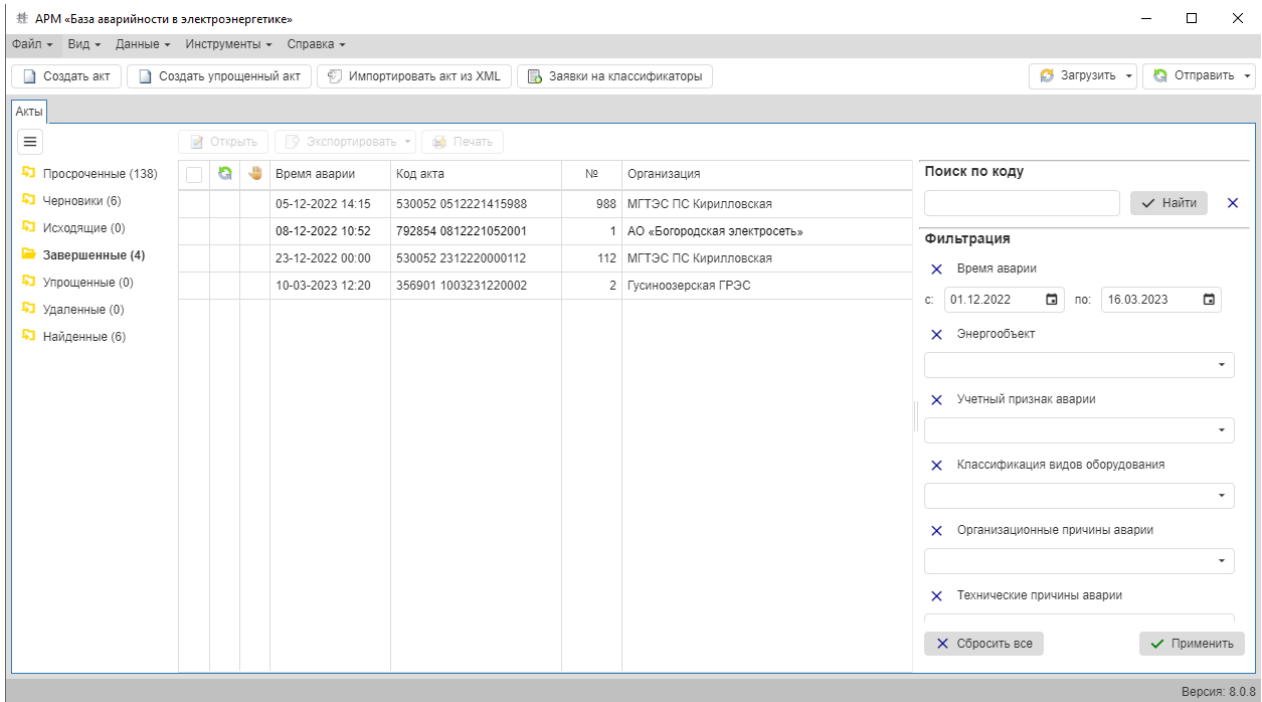 АРМ «База аварийности в электроэнергетике»
Файл Вид Данные Инструменты Справка
Создать акт Создать упрощенный акт Импортировать акт из XML Заявки на классификаторы Загрузить Отправить
Акты
Открыть Экспортировать Печать
Просроченные (138)
Черновики (6)
Исходящие (0)
Завершенные (4)
Упрощенные (0)
Удаленные (0)
Найденные (6)
Время аварии Код акта № Организация
05-12-2022 14:15 530052 0512221415988 988 МГТЭС ПС Кирилловская
08-12-2022 10:52 792854 0812221052001 1 АО «Богородская электросеть»
23-12-2022 00:00 530052 2312220000112 112 МГТЭС ПС Кирилловская
10-03-2023 12:20 356901 1003231220002 2 Гусиноозерская ГРЭС
Поиск по коду
Найти
Фильтрация
Время аварии
с: 01.12.2022 по: 16.03.2023
Энергообъект
Учетный признак аварии
Классификация видов оборудования
Организационные причины аварии
Технические причины аварии
Сбросить все Применить
Версия: 8.0.8